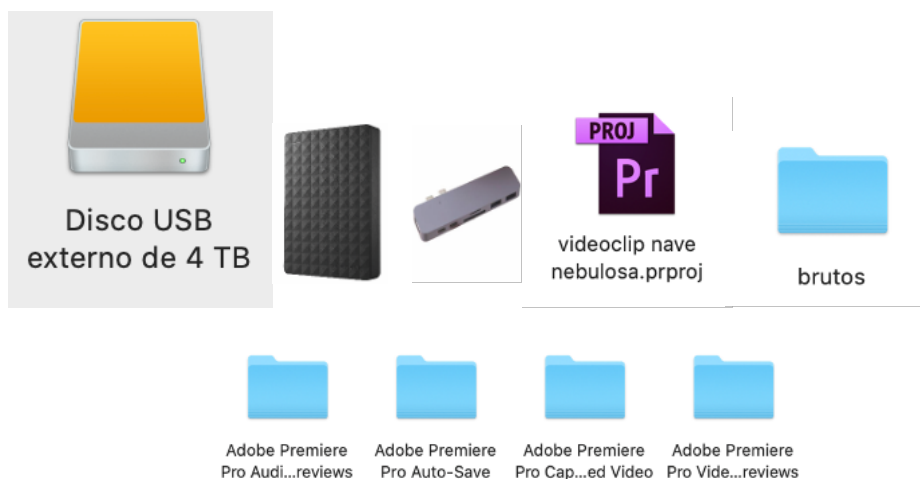 Disco USB
externo de 4 TB
PROJ
Pr
videoclip nave
nebulosa.prproj
brutos
Adobe Premiere
Pro Audi...reviews
Adobe Premiere
Pro Auto-Save
Adobe Premiere
Pro Cap...ed Video
Adobe Premiere
Pro Vide...reviews